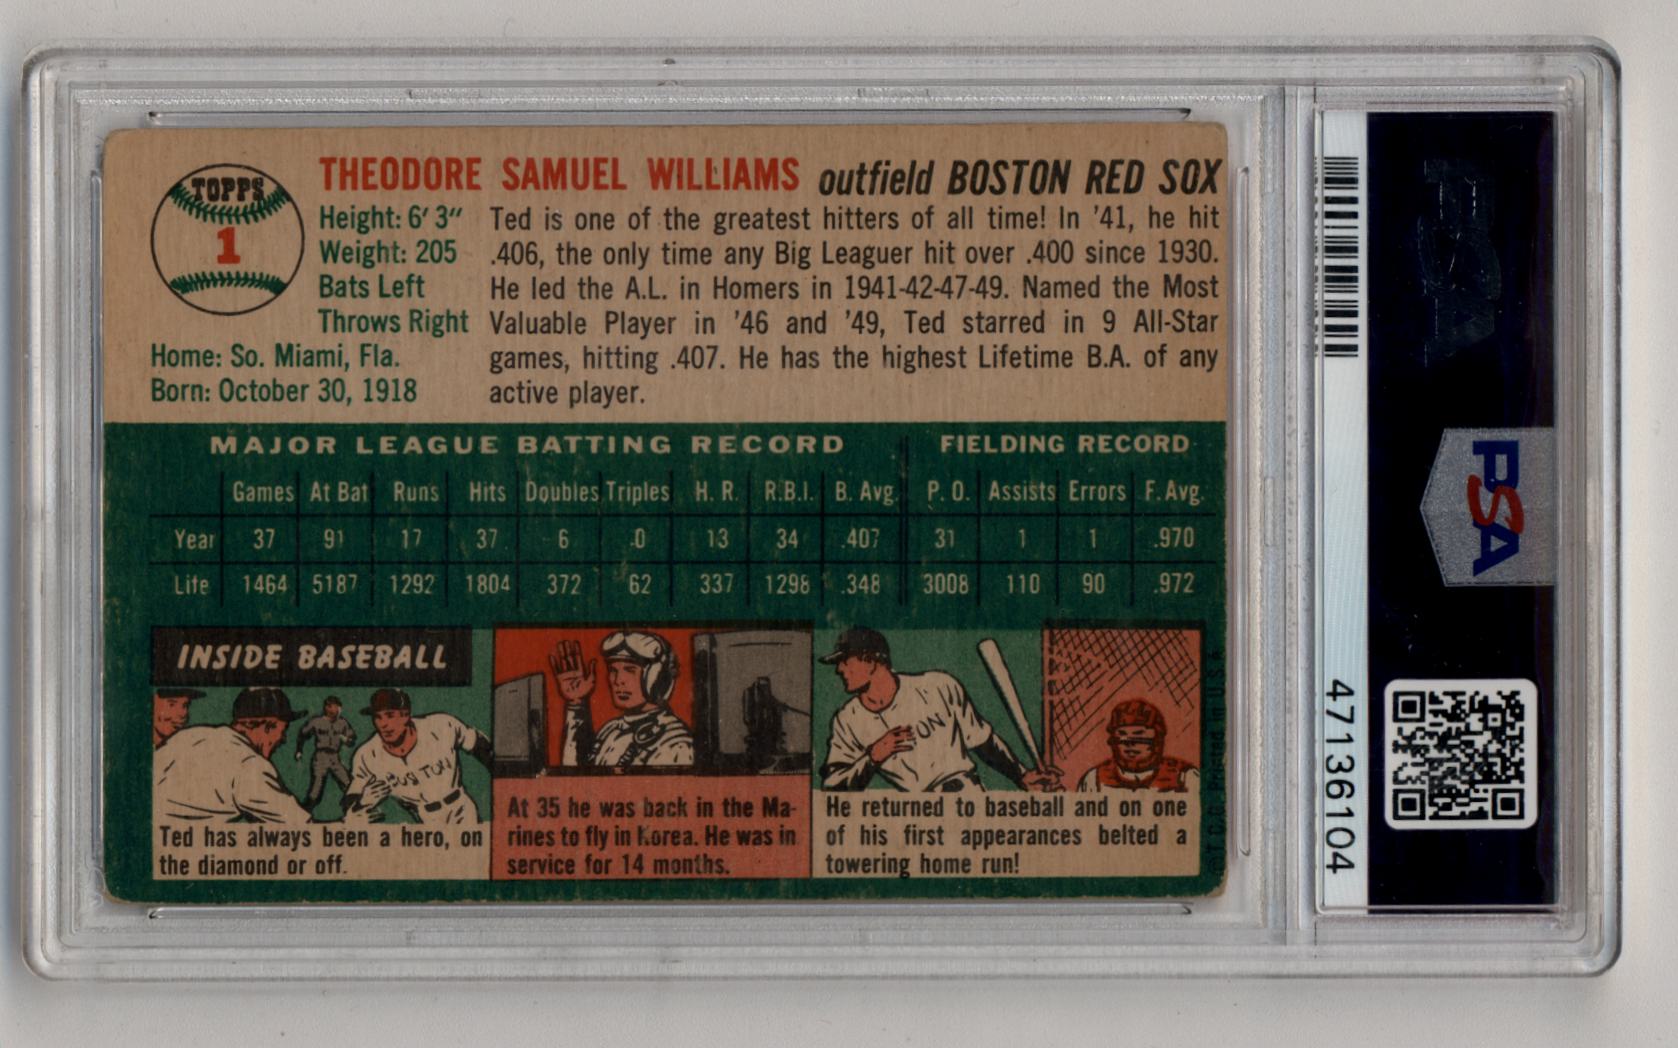 TOPPS
1
THEODORE SAMUEL WILLIAMS outfield BOSTON RED SOX
Height: 6' 3"
Weight: 205
Bats Left
Throws Right
Home: So. Miami, Fla.
Born: October 30, 1918
Ted is one of the greatest hitters of all time! In '41, he hit
.406, the only time any Big Leaguer hit over .400 since 1930.
He led the A.L. in Homers in 1941-42-47-49. Named the Most
Valuable Player in '46 and '49, Ted starred in 9 All-Star
games, hitting .407. He has the highest Lifetime B.A. of any
active player.
MAJOR LEAGUE BATTING RECORD FIELDING RECORD
Games At Bat Runs Hits Doubles Triples H. R. R.B.I. B. Avg. P. O. Assists Errors F. Avg.
Year 37 91 17 37 6 .0 13 34 .407 31 1 1 .970
Life 1464 5187 1292 1804 372 62 337 1298 .348 3008 110 90 .972
INSIDE BASEBALL
BOSTON
Ted has always been a hero, on
the diamond or off.
At 35 he was back in the Ma-
rines to fly in Korea. He was in
service for 14 months.
ON
He returned to baseball and on one
of his first appearances belted a
towering home run!
©T.C.G. Printed in U.S.A.
47136104
PSA
PSA